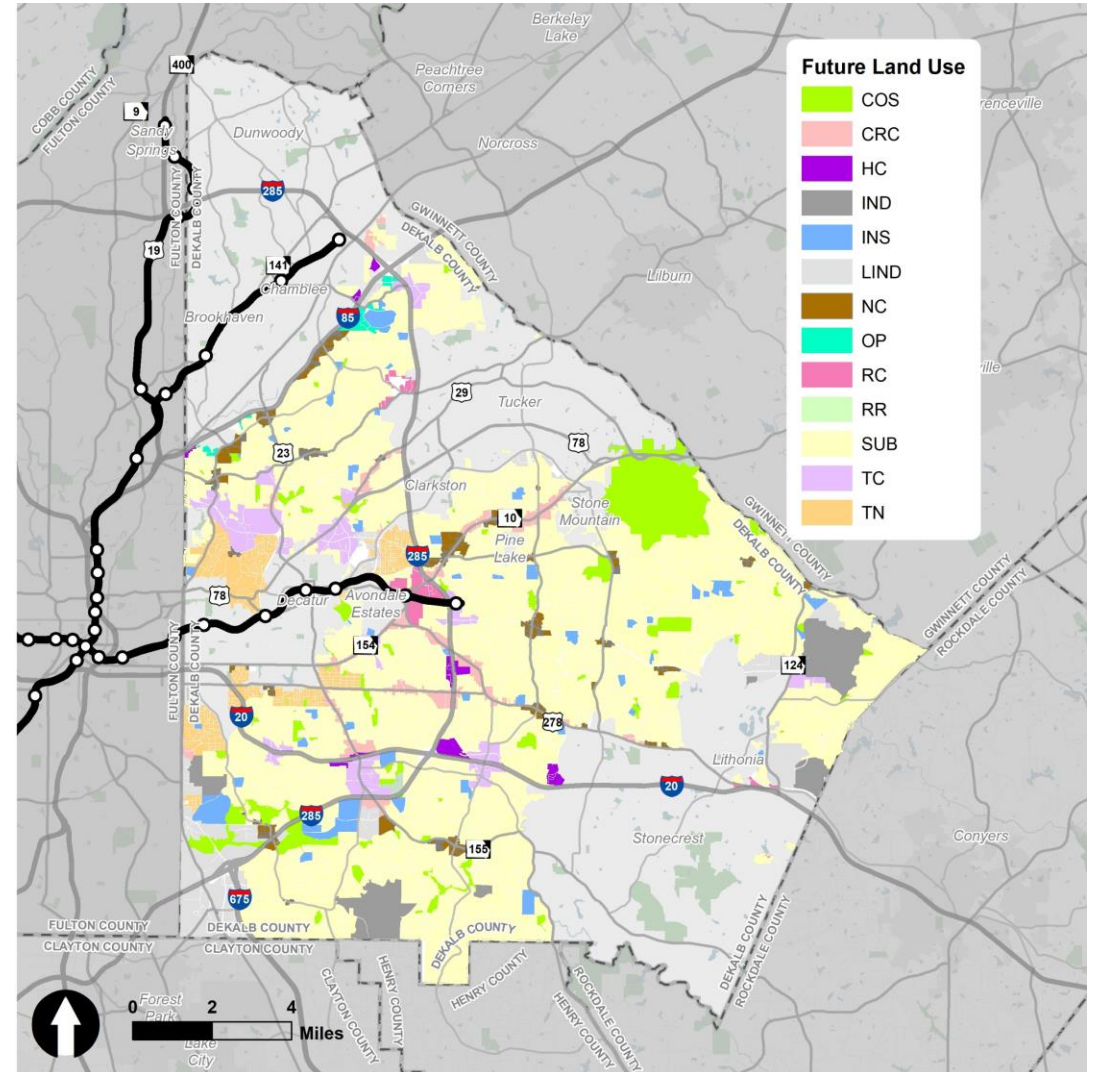 Berkeley
Lake
400
Peachtree
Corners
COBB COUNTY
FULTON COUNTY
9
Sandy
Springs
Dunwoody
Norcross
Future Land Use
COS
CRC
HC
IND
INS
LIND
NC
OP
RC
RR
SUB
TC
TN
renceville
ville
285
FULTON COUNTY
DEKALB COUNTY
GWINNETT COUNTY
DEKALB COUNTY
19
141
Chamblee
Lilburn
Brookhaven
85
29
Tucker
23
78
Clarkston
10
Stone
Mountain
Pine
Lake
285
GWINNETT COUNTY
DEKALB COUNTY
78
Decatur
Avondale
Estates
154
FULTON COUNTY
DEKALB COUNTY
GWINNETT COUNTY
ROCKDALE COUNTY
124
20
278
Lithonia
20
285
Stonecrest
Conyers
155
675
FULTON COUNTY
CLAYTON COUNTY
DEKALB COUNTY
CLAYTON COUNTY
DEKALB COUNTY
HENRY COUNTY
DEKALB COUNTY
ROCKDALE COUNTY
CLAYTON COUNTY
HENRY COUNTY
ROCKDALE COUNTY
HENRY COUNTY
Forest
Park
Lake
City
0 2 4
Miles